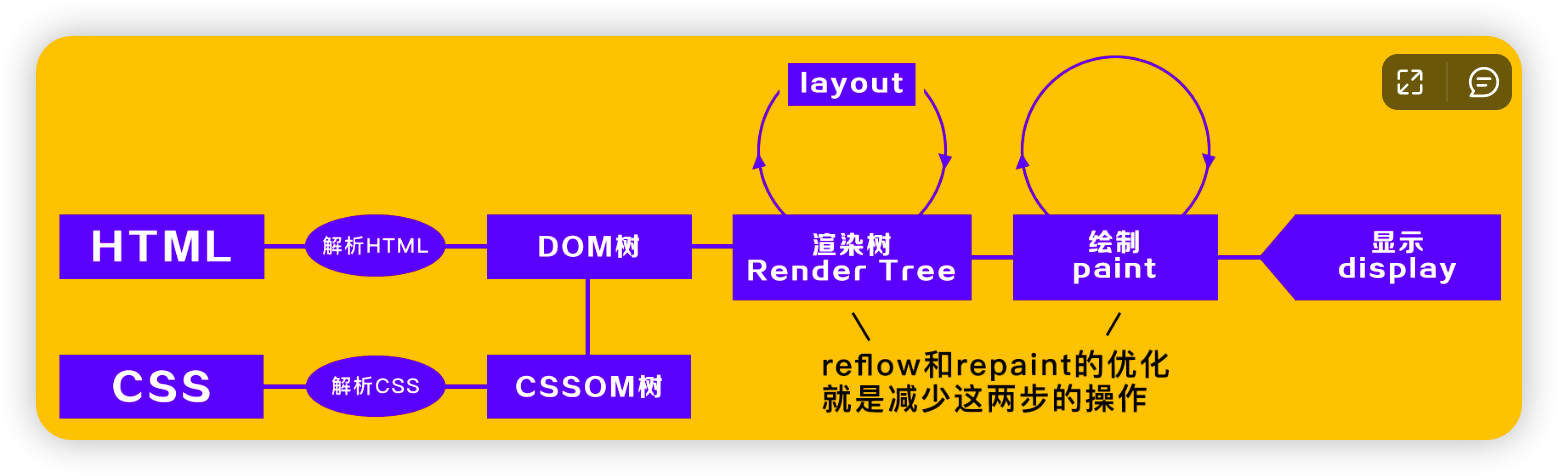 layout
HTML
解析HTML
DOM树
渲染树
Render Tree
绘制
paint
显示
display
CSS
解析CSS
CSSOM树
reflow和repaint的优化
就是减少这两步的操作